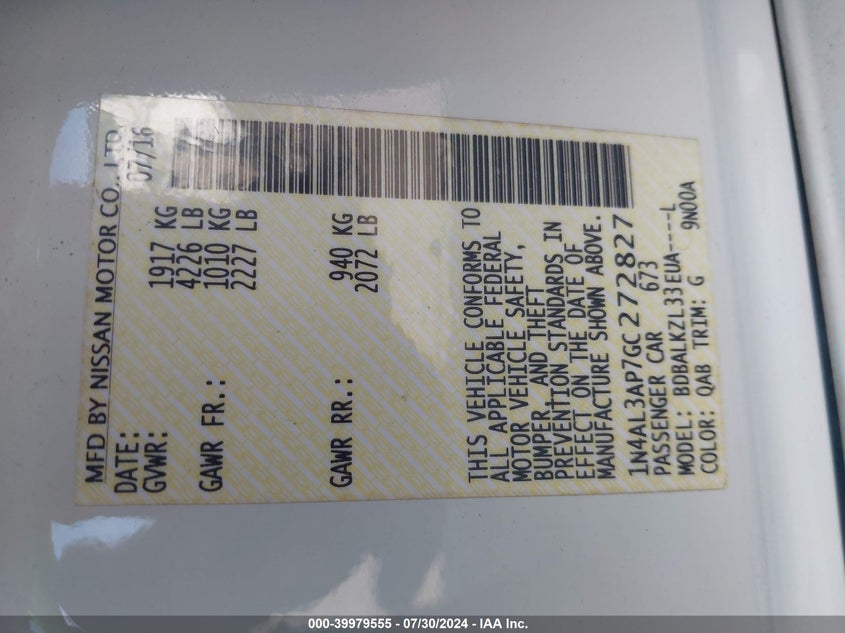 MFD BY NISSAN MOTOR CO., LTD.
DATE: 07/16
GVWR: 1917 KG
4226 LB
GAWR FR.: 1010 KG
2227 LB
GAWR RR.: 940 KG
2072 LB
THIS VEHICLE CONFORMS TO
ALL APPLICABLE FEDERAL
MOTOR VEHICLE SAFETY,
BUMPER, AND THEFT
PREVENTION STANDARDS IN
EFFECT ON THE DATE OF
MANUFACTURE SHOWN ABOVE.
1N4AL3AP7GC272827
PASSENGER CAR 673
MODEL: BDBALKZL33EUA----L
COLOR: QAB TRIM: G 9N00A
000-39979555 - 07/30/2024 - IAA Inc.